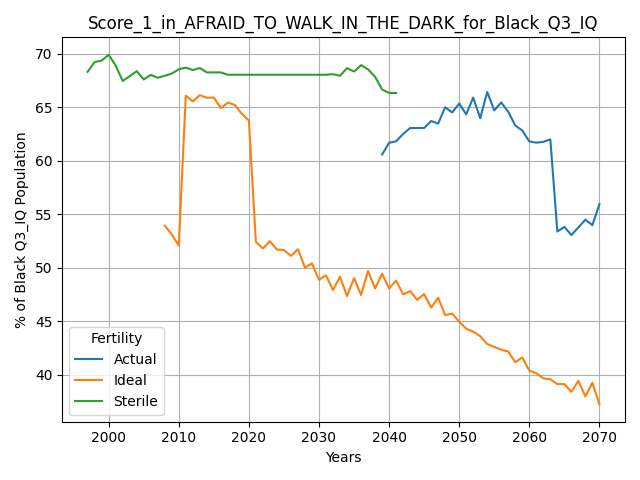 Score_1_in_AFRAID_TO_WALK_IN_THE_DARK_for_Black_Q3_IQ
70
65
60
55
50
45
40
% of Black Q3_IQ Population
Fertility
Actual
Ideal
Sterile
2000 2010 2020 2030 2040 2050 2060 2070
Years